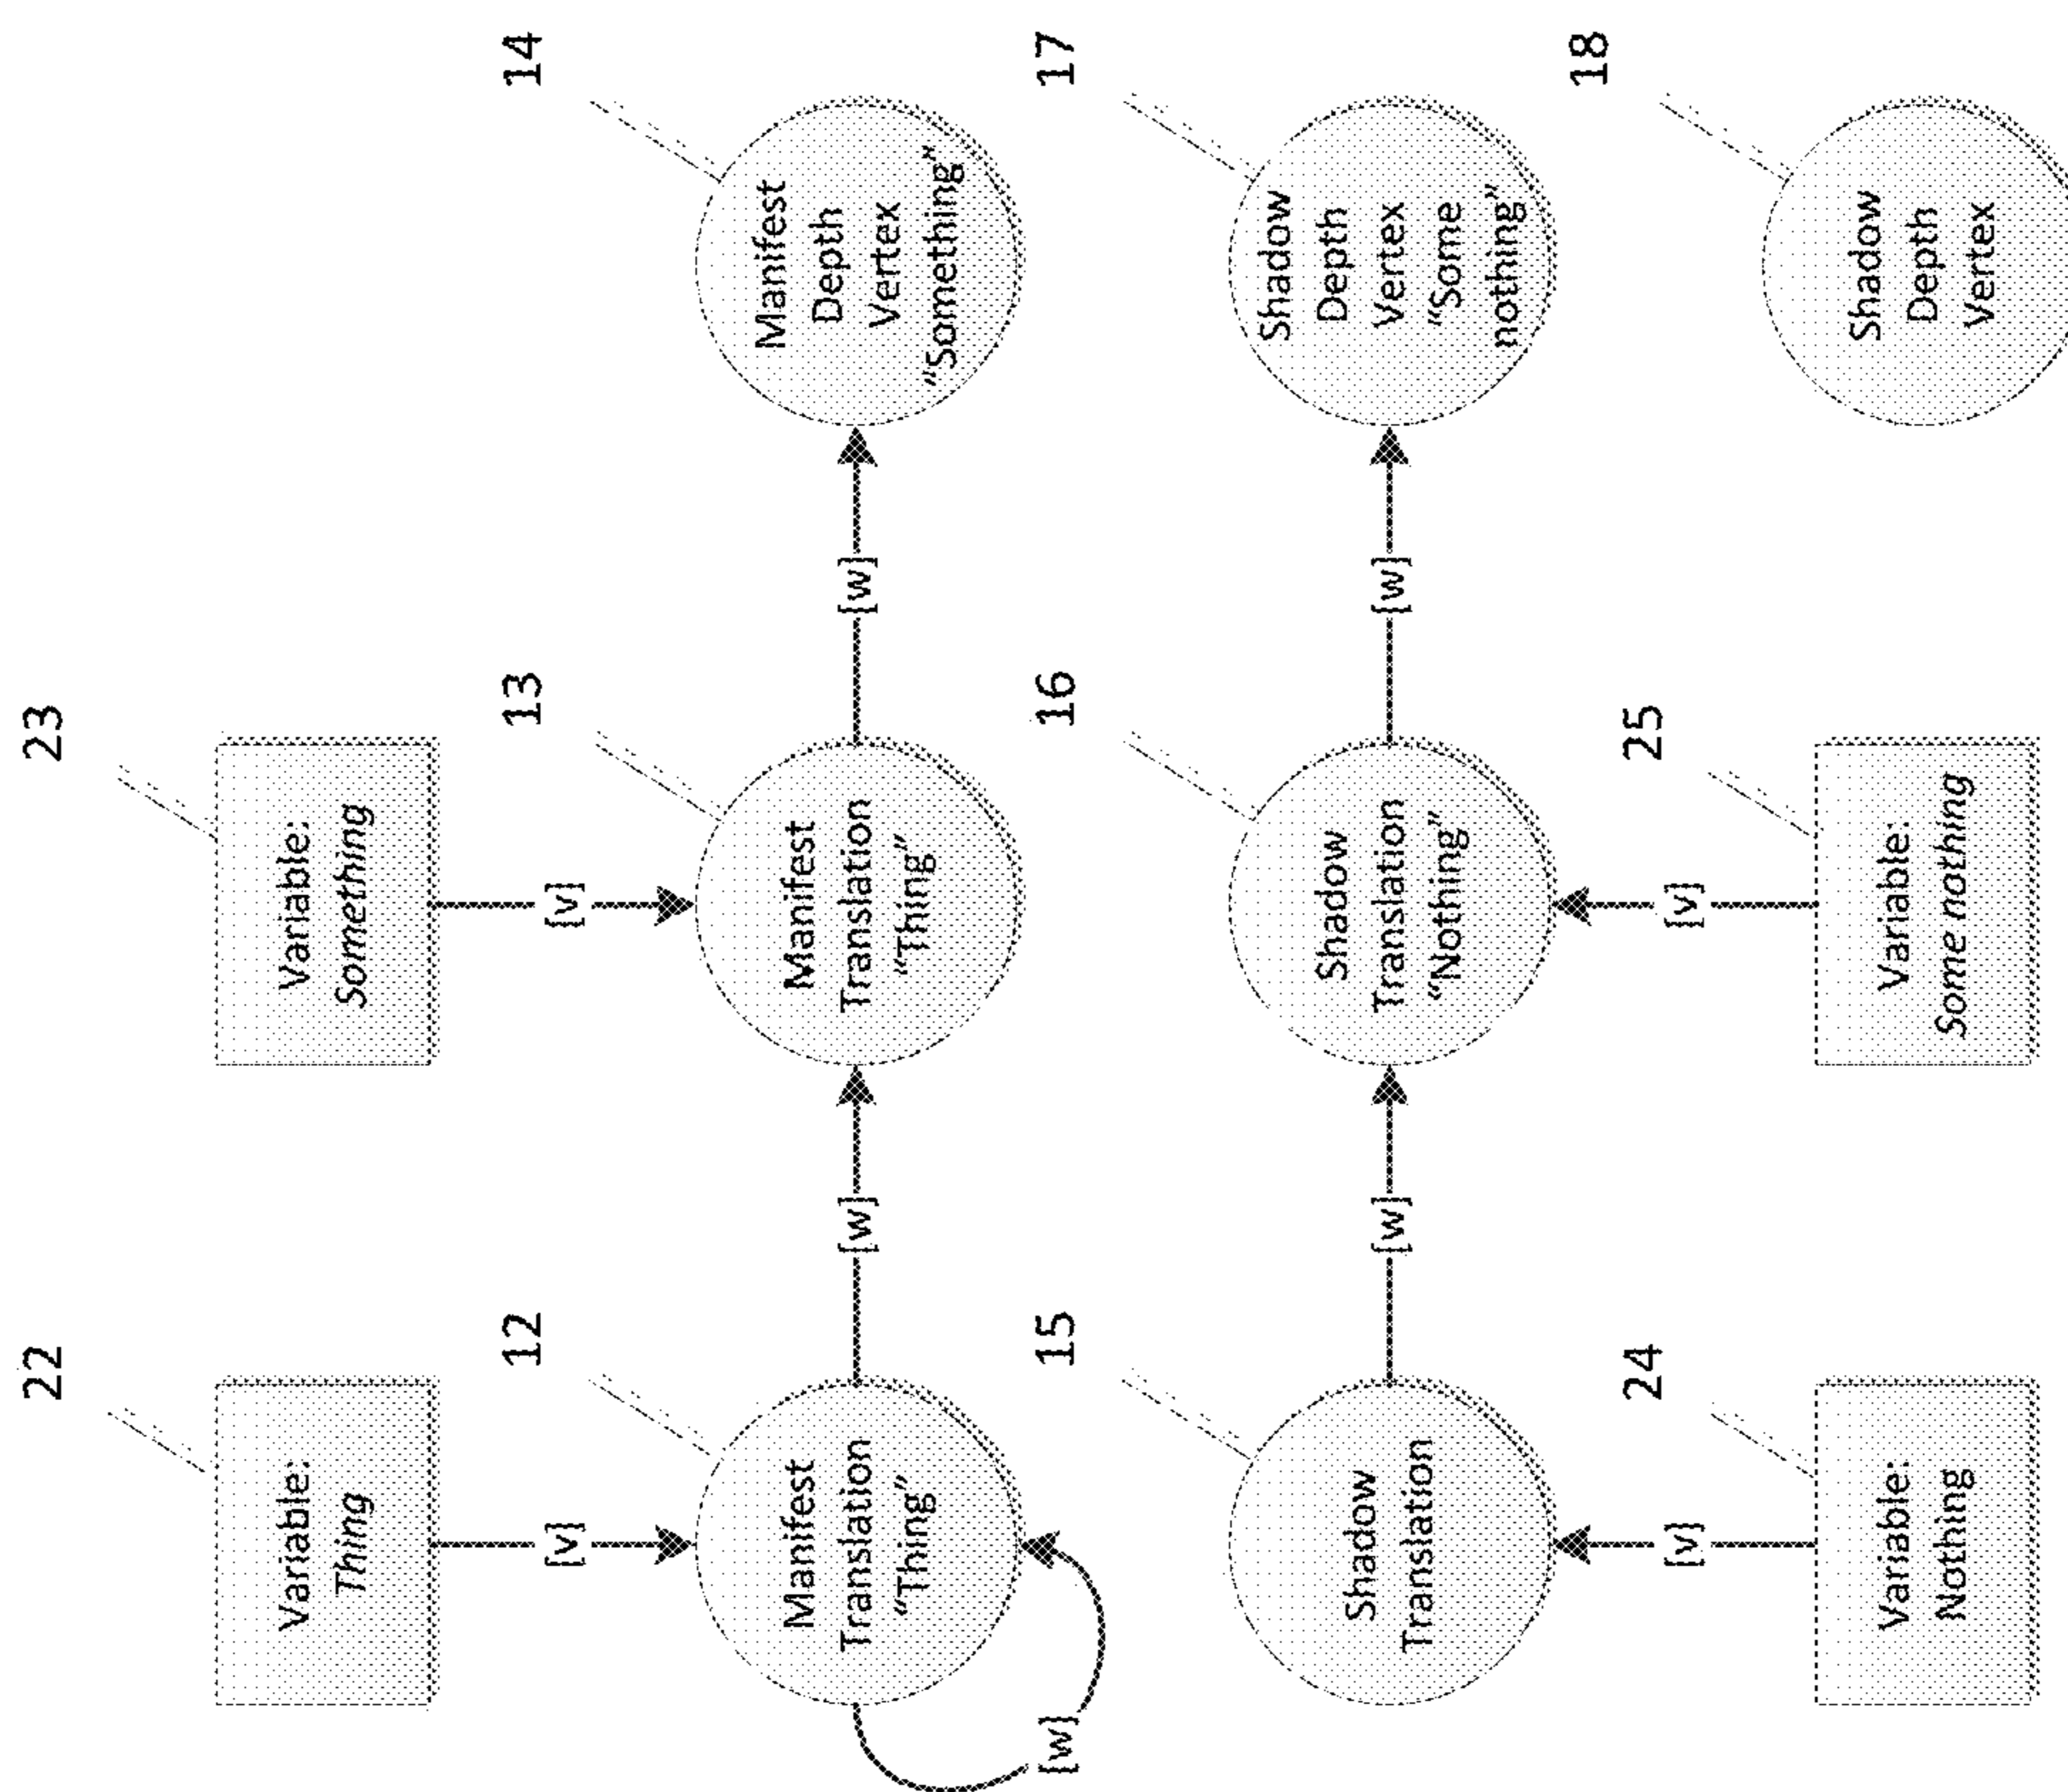 22
23
Variable:
Thing
Variable:
Something
[v]
[v]
12
13
14
Manifest
Translation
"Thing"
[w]
Manifest
Translation
"Thing"
[w]
Manifest
Depth
Vertex
"Something"
[w]
15
16
17
Shadow
Translation
[w]
Shadow
Translation
"Nothing"
[w]
Shadow
Depth
Vertex
"Some
nothing"
[v]
[v]
24
25
18
Variable:
Nothing
Variable:
Some nothing
Shadow
Depth
Vertex